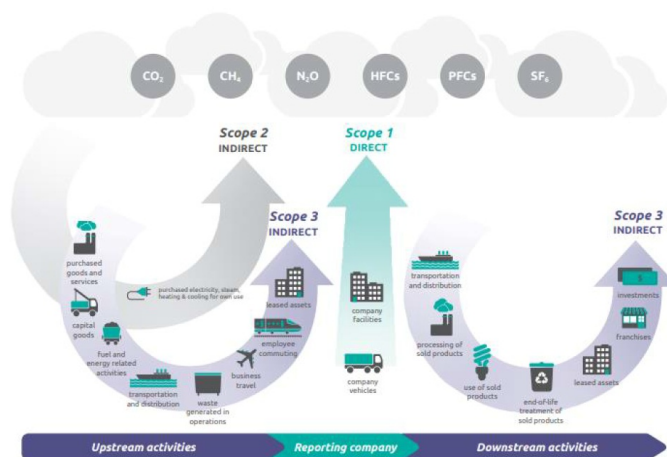 CO₂
CH₄
N₂O
HFCs
PFCs
SF₆
Scope 2
INDIRECT
Scope 1
DIRECT
Scope 3
INDIRECT
Scope 3
INDIRECT
purchased
goods and
services
capital
goods
fuel and
energy related
activities
transportation
and distribution
waste
generated in
operations
business
travel
employee
commuting
leased assets
purchased electricity, steam,
heating & cooling for own use
company
facilities
company
vehicles
transportation
and distribution
processing of
sold products
use of sold
products
end-of-life
treatment of
sold products
leased assets
franchises
investments
$
Upstream activities
Reporting company
Downstream activities